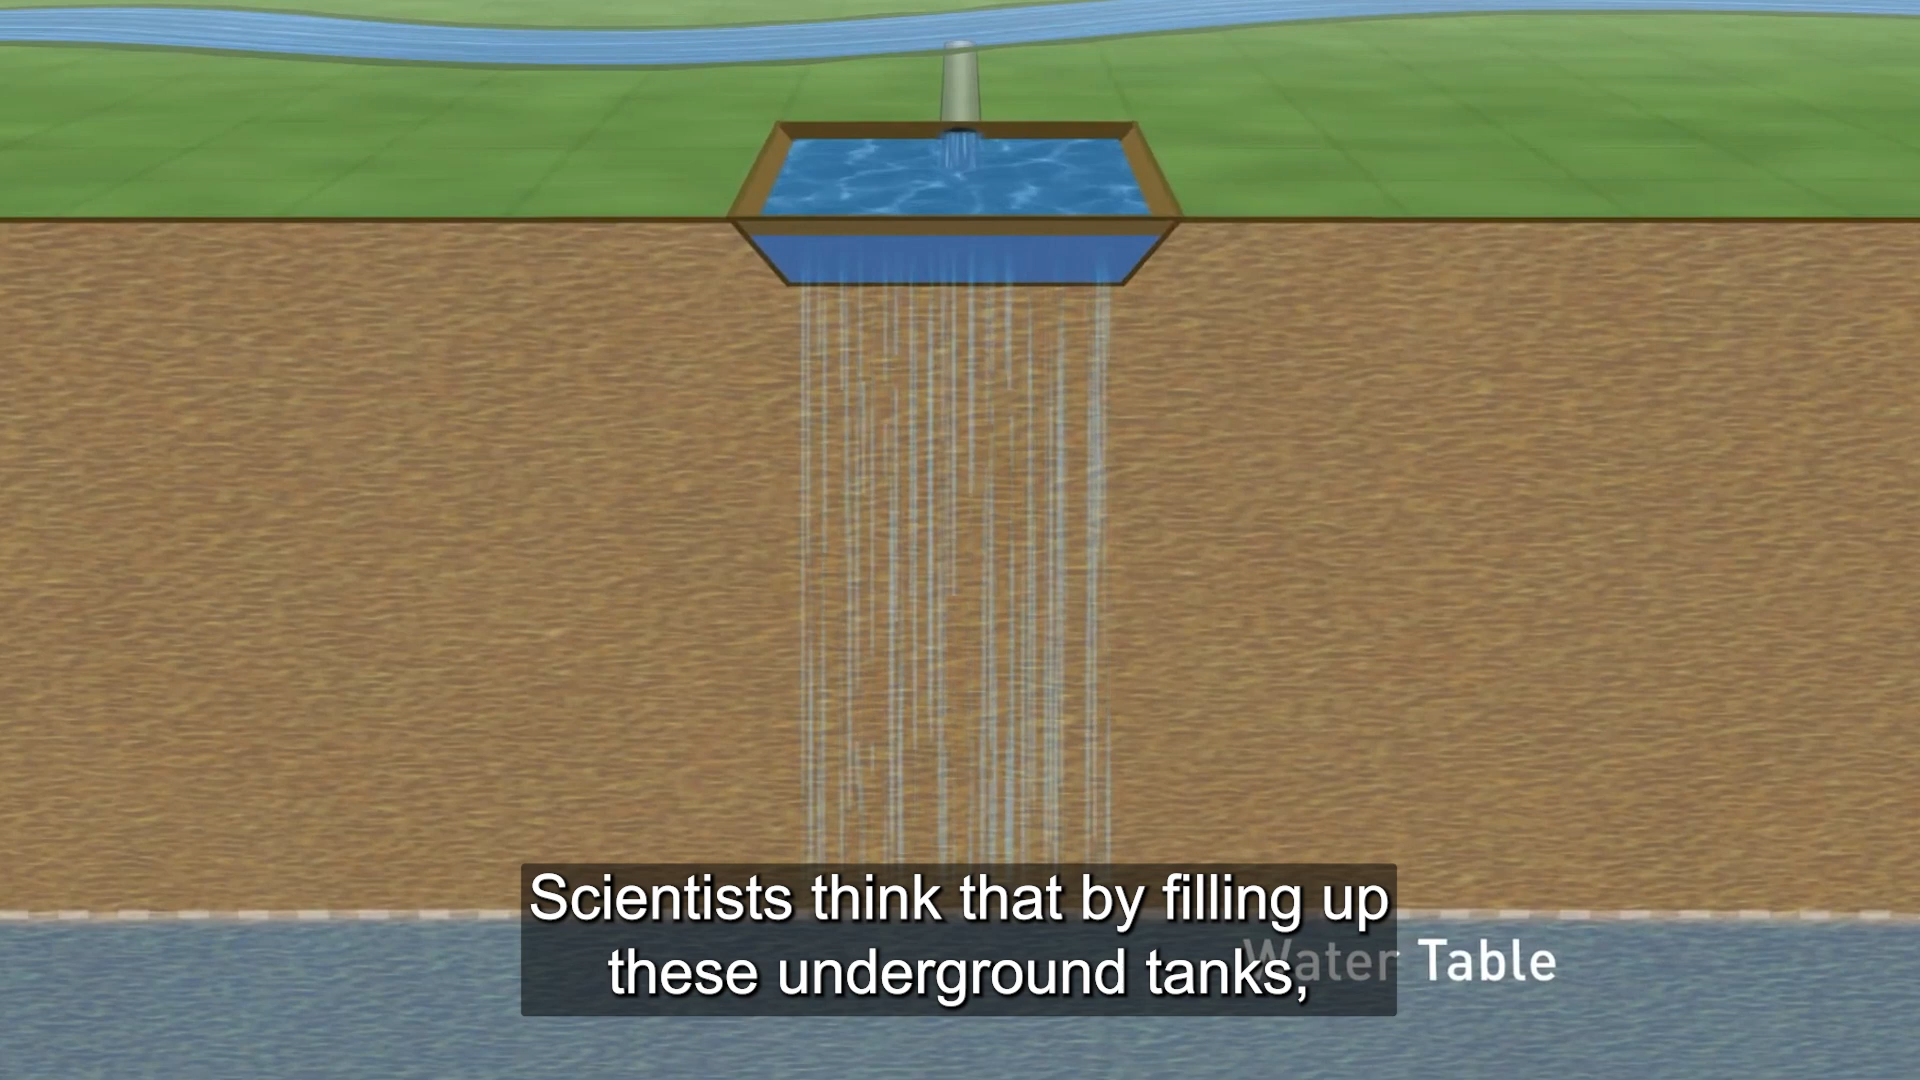 Scientists think that by filling up
these underground tanks,
Water Table